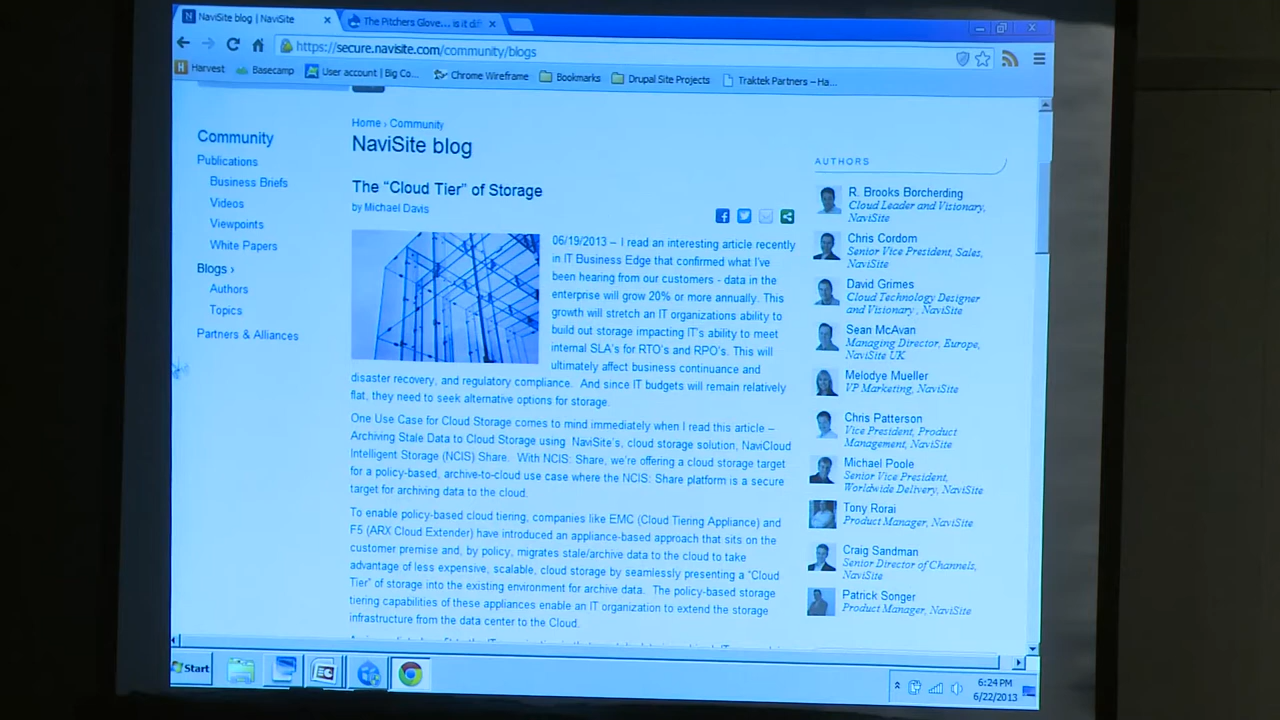 NaviSite blog | NaviSite
The Pitchers Glove... is it dif
https://secure.navisite.com/community/blogs
Harvest
Basecamp
User account | Big Co...
Chrome Wireframe
Bookmarks
Drupal Site Projects
Traktek Partners – Ha...
Community
Publications
Business Briefs
Videos
Viewpoints
White Papers
Blogs ›
Authors
Topics
Partners & Alliances
Home › Community
NaviSite blog
The “Cloud Tier” of Storage
by Michael Davis
06/19/2013 – I read an interesting article recently
in IT Business Edge that confirmed what I've
been hearing from our customers - data in the
enterprise will grow 20% or more annually. This
growth will stretch an IT organizations ability to
build out storage impacting IT's ability to meet
internal SLA's for RTO's and RPO's. This will
ultimately affect business continuance and
disaster recovery, and regulatory compliance. And since IT budgets will remain relatively
flat, they need to seek alternative options for storage.
One Use Case for Cloud Storage comes to mind immediately when I read this article –
Archiving Stale Data to Cloud Storage using NaviSite's, cloud storage solution, NaviCloud
Intelligent Storage (NCIS) Share. With NCIS: Share, we're offering a cloud storage target
for a policy-based, archive-to-cloud use case where the NCIS: Share platform is a secure
target for archiving data to the cloud.
To enable policy-based cloud tiering, companies like EMC (Cloud Tiering Appliance) and
F5 (ARX Cloud Extender) have introduced an appliance-based approach that sits on the
customer premise and, by policy, migrates stale/archive data to the cloud to take
advantage of less expensive, scalable, cloud storage by seamlessly presenting a “Cloud
Tier” of storage into the existing environment for archive data. The policy-based storage
tiering capabilities of these appliances enable an IT organization to extend the storage
infrastructure from the data center to the Cloud.
AUTHORS
R. Brooks Borcherding
Cloud Leader and Visionary,
NaviSite
Chris Cordom
Senior Vice President, Sales,
NaviSite
David Grimes
Cloud Technology Designer
and Visionary , NaviSite
Sean McAvan
Managing Director, Europe,
NaviSite UK
Melodye Mueller
VP Marketing, NaviSite
Chris Patterson
Vice President, Product
Management, NaviSite
Michael Poole
Senior Vice President,
Worldwide Delivery, NaviSite
Tony Rorai
Product Manager, NaviSite
Craig Sandman
Senior Director of Channels,
NaviSite
Patrick Songer
Product Manager, NaviSite
Start
6:24 PM
6/22/2013